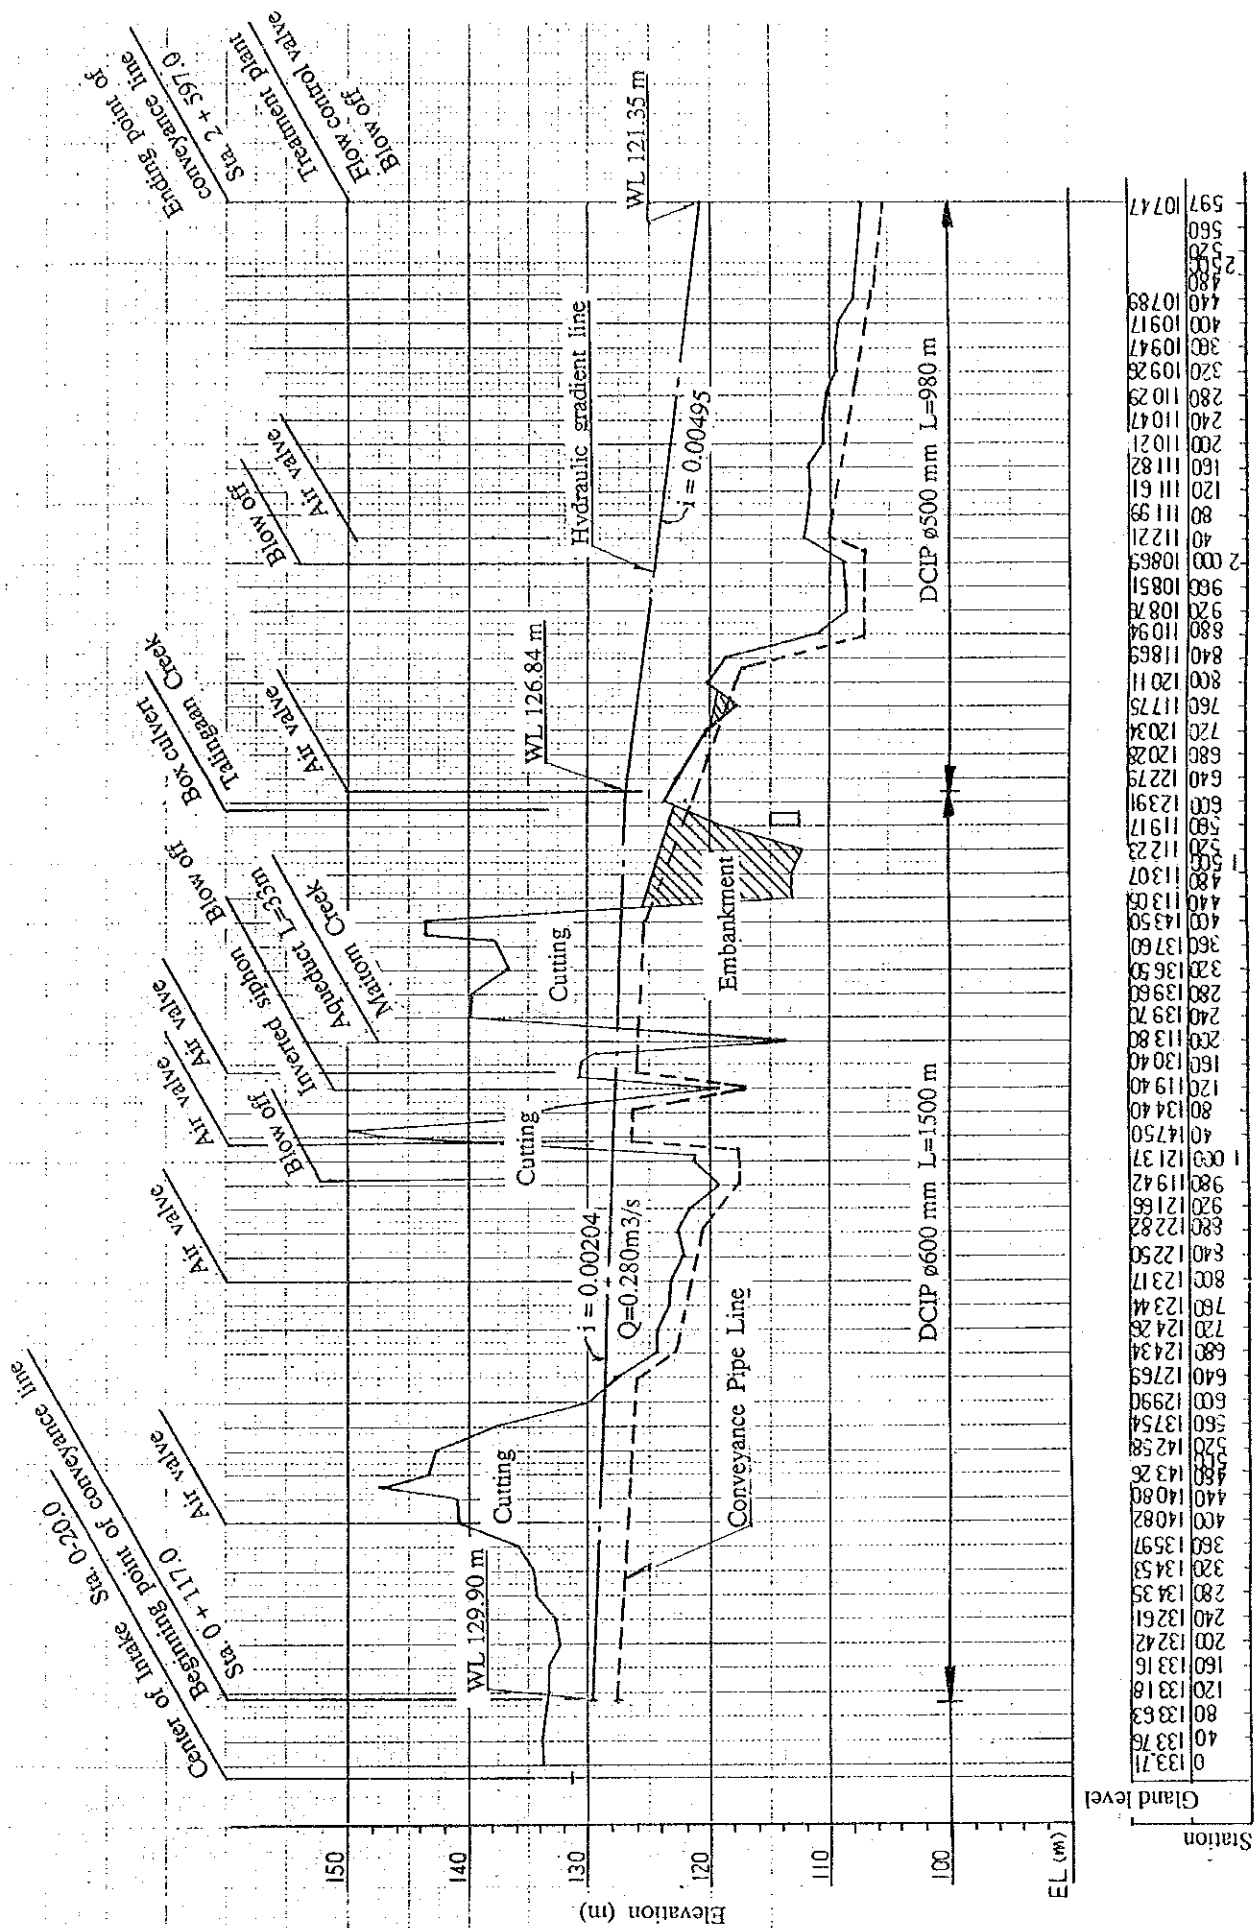 Center of Intake Sta. 0-20.0
Beginning point of conveyance line
Sta. 0 + 117.0
Air valve
Air valve
Blow off
Air valve
Air valve
Inverted siphon Blow off
Aqueduct L=33m
Maitom Creek
Box culvert
Talingaan Creek
Air valve
Blow off
Air valve
Ending point of
conveyance line
Sta. 2 + 597.0
Treatment plant
Flow control valve
Blow off
Elevation (m)
150
140
130
120
110
100
EL (m)
WL 129.90 m
Cutting
i = 0.00204
Q=0.280m3/s
Conveyance Pipe Line
Cutting
Cutting
Embankment
WL 126.84 m
Hydraulic gradient line
i = 0.00495
WL 121.35 m
DCIP ø600 mm L=1500 m
DCIP ø500 mm L=980 m
Station
Gland level
0 133.71
40 133 76
80 133 63
120 133 18
160 133 16
200 132 42
240 132 61
280 134 35
320 134 53
360 135 97
400 140 82
440 140 80
143 26
520 142 58
560 137 54
600 129 90
640 127 69
680 124 34
720 124 26
760 123 44
800 123 17
840 122 50
880 122 82
920 121 66
980 119 42
1 000 121 37
40 147 50
80 134 40
120 119 40
160 130 40
200 113 80
240 139 70
280 139 60
320 136 50
360 137 60
400 143 50
440 113 06
480 113 07
1 500
520 112 23
560 119 17
600 123 91
640 122 79
680 120 28
720 120 34
760 117 75
800 120 11
840 118 69
880 110 94
920 108 76
960 108 51
2 000 108 69
40 112 21
80 111 99
120 111 61
160 111 82
200 110 21
240 110 47
280 110 29
320 109 26
360 109 47
400 109 17
440 107 89
480
2 500
520
560
597 107 47